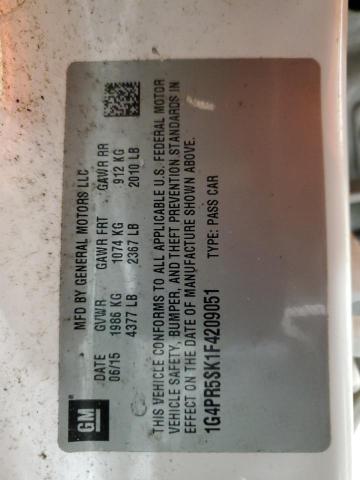 GM
MFD BY GENERAL MOTORS LLC
DATE GVWR GAWR FRT GAWR RR
06/15 1986 KG 1074 KG 912 KG
4377 LB 2367 LB 2010 LB
THIS VEHICLE CONFORMS TO ALL APPLICABLE U.S. FEDERAL MOTOR
VEHICLE SAFETY, BUMPER, AND THEFT PREVENTION STANDARDS IN
EFFECT ON THE DATE OF MANUFACTURE SHOWN ABOVE.
1G4PR5SK1F4209051 TYPE: PASS CAR